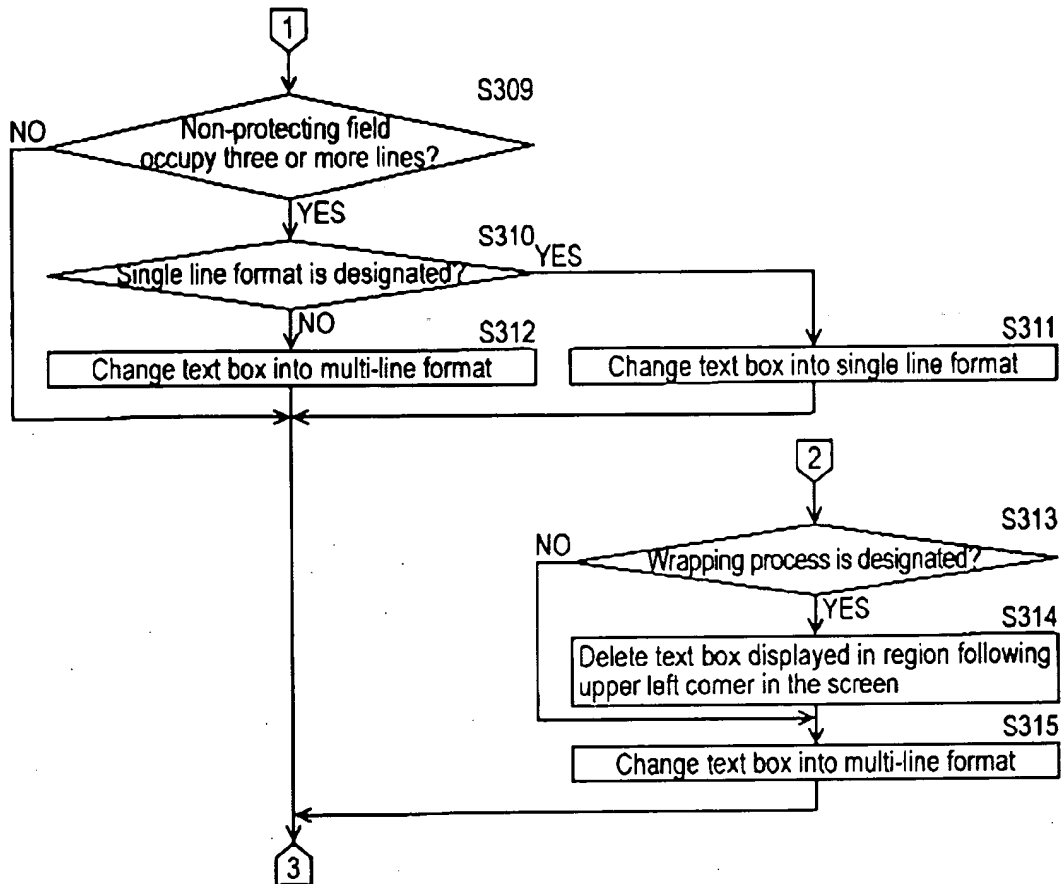 1
S309
NO
Non-protecting field
occupy three or more lines?
YES
S310
YES
Single line format is designated?
NO
S312
S311
Change text box into multi-line format
Change text box into single line format
2
S313
NO
Wrapping process is designated?
YES
S314
Delete text box displayed in region following
upper left corner in the screen
S315
Change text box into multi-line format
3